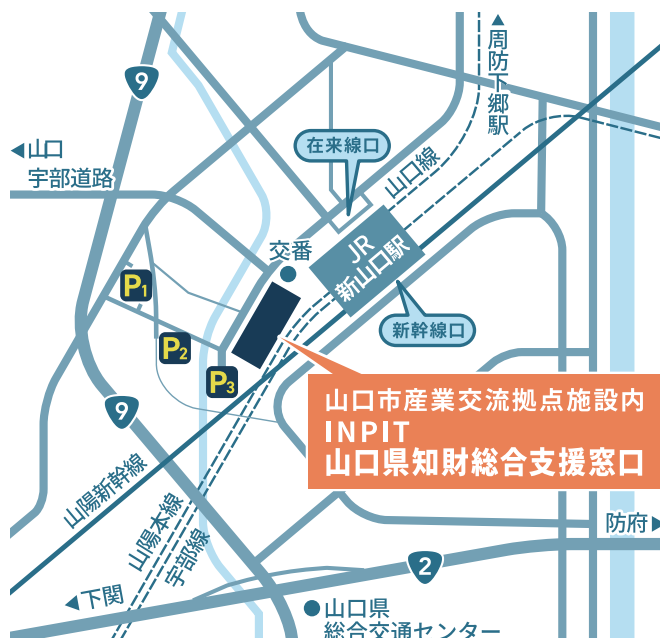 ▲周防下郷駅
9
◀山口
宇部道路
在来線口
山口線
交番
JR
新山口駅
P1
新幹線口
P2
P3
山口市産業交流拠点施設内
INPIT
山口県知財総合支援窓口
9
山陽新幹線
山陽本線
宇部線
防府▶
2
◀下関
山口県
総合交通センター